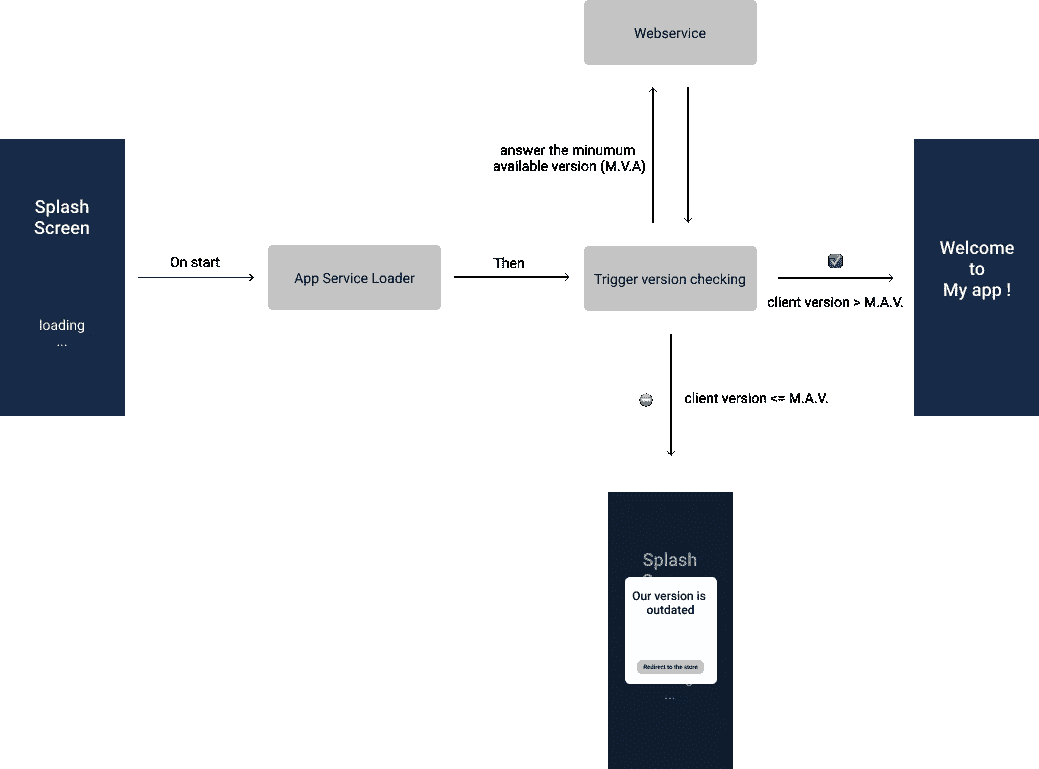 Webservice
answer the minumum
available version (M.V.A)
Splash
Screen
loading
...
On start
App Service Loader
Then
Trigger version checking
client version > M.A.V.
Welcome
to
My app !
client version <= M.A.V.
Splash
Our version is
outdated
Redirect to the store
...